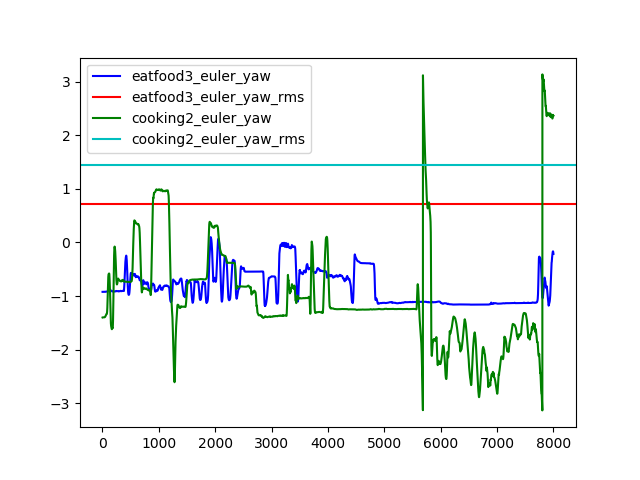 eatfood3_euler_yaw
eatfood3_euler_yaw_rms
cooking2_euler_yaw
cooking2_euler_yaw_rms
3
2
1
0
−1
−2
−3
0 1000 2000 3000 4000 5000 6000 7000 8000